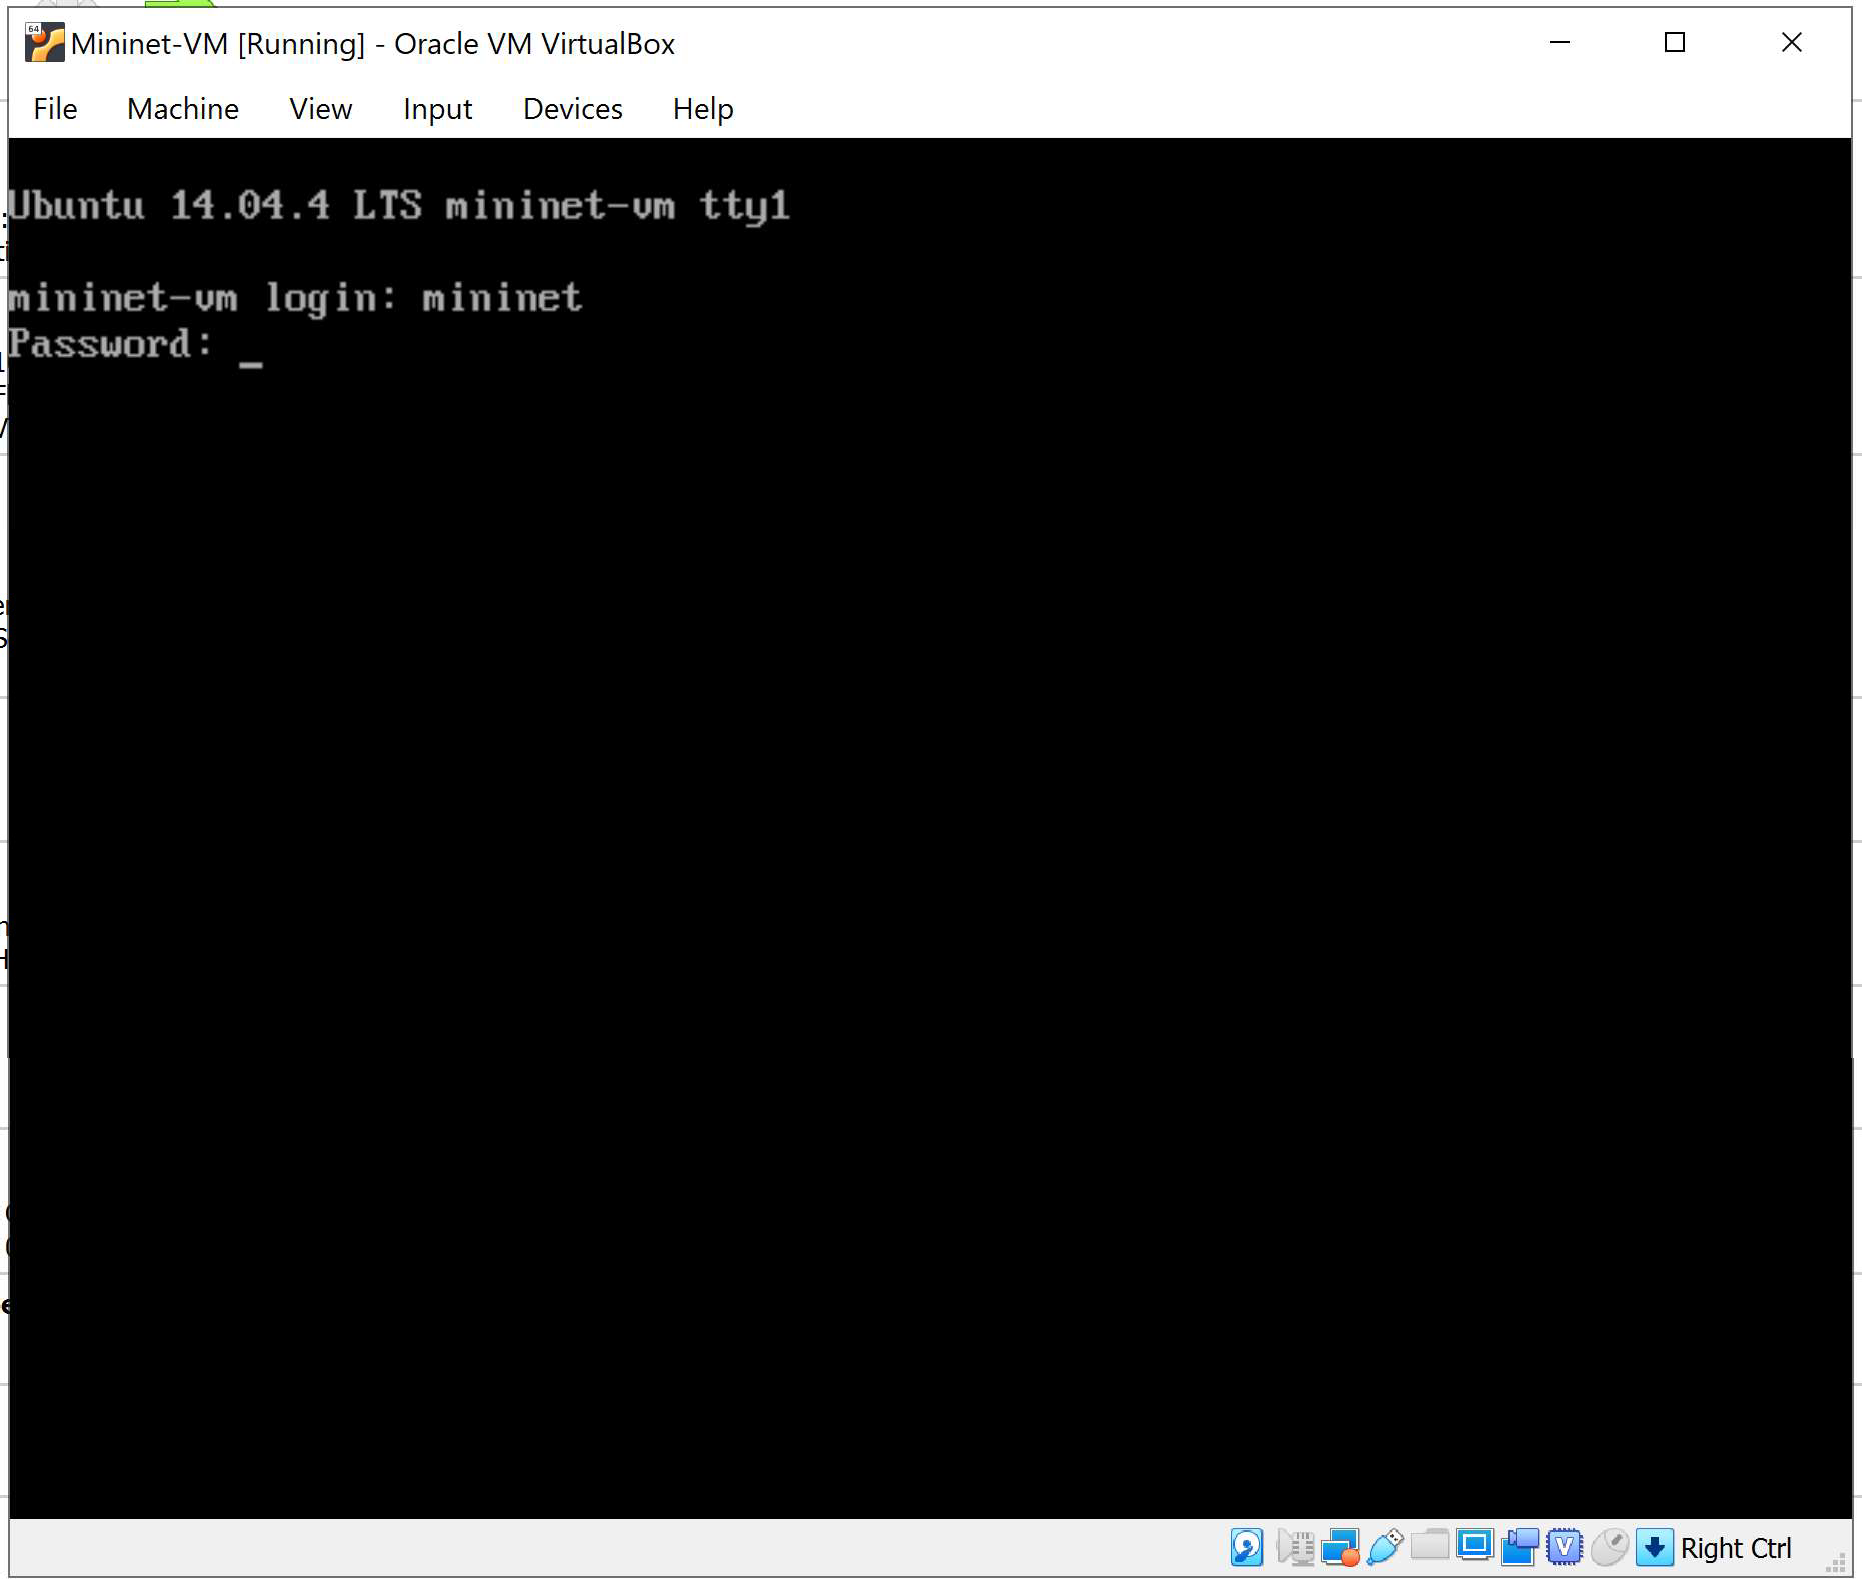 64
Mininet-VM [Running] - Oracle VM VirtualBox
File Machine View Input Devices Help
Ubuntu 14.04.4 LTS mininet-vm tty1
mininet-vm login: mininet
Password: _
V
Right Ctrl